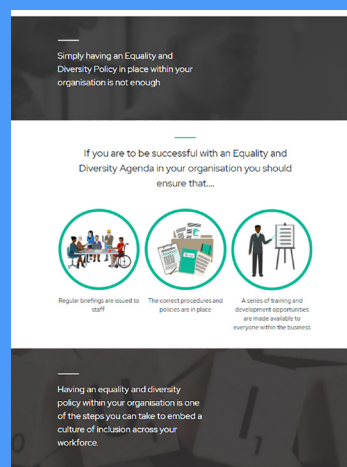 Simply having an Equality and
Diversity Policy in place within your
organisation is not enough
If you are to be successful with an Equality and
Diversity Agenda in your organisation you should
ensure that....
Regular briefings are issued to
staff
The correct procedures and
policies are in place
A series of training and
development opportunities
are made available to
everyone within the business
Having an equality and diversity
policy within your organisation is one
of the steps you can take to embed a
culture of inclusion across your
workforce.